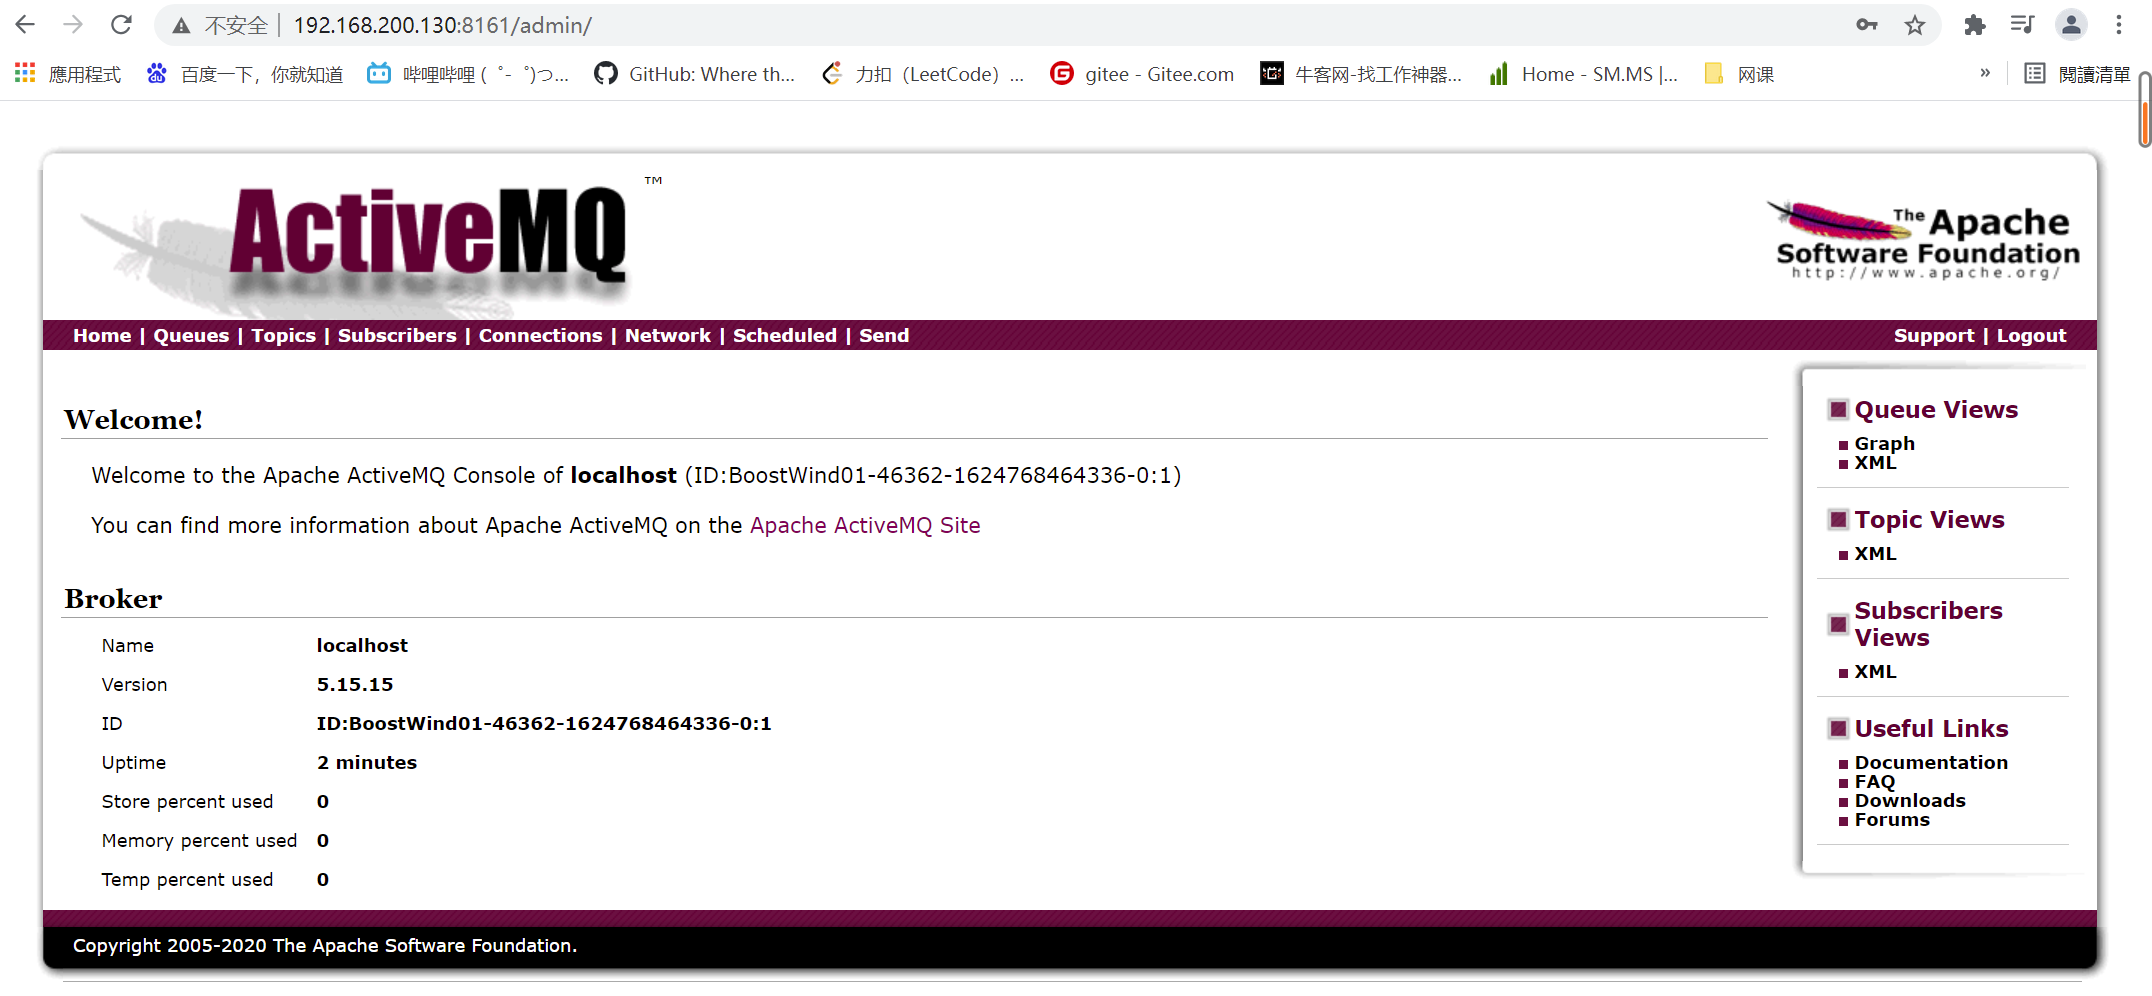 不安全 192.168.200.130:8161/admin/
應用程式 百度一下，你就知道 哔哩哔哩 ( ゜- ゜)つ... GitHub: Where th... 力扣（LeetCode）... gitee - Gitee.com 牛客网-找工作神器... Home - SM.MS |... 网课 » 閱讀清單
ActiveMQ ™
The Apache
Software Foundation
http://www.apache.org/
Home | Queues | Topics | Subscribers | Connections | Network | Scheduled | Send
Support | Logout
Welcome!
Welcome to the Apache ActiveMQ Console of localhost (ID:BoostWind01-46362-1624768464336-0:1)
You can find more information about Apache ActiveMQ on the Apache ActiveMQ Site
Broker
Name localhost
Version 5.15.15
ID ID:BoostWind01-46362-1624768464336-0:1
Uptime 2 minutes
Store percent used 0
Memory percent used 0
Temp percent used 0
Queue Views
Graph
XML
Topic Views
XML
Subscribers
Views
XML
Useful Links
Documentation
FAQ
Downloads
Forums
Copyright 2005-2020 The Apache Software Foundation.